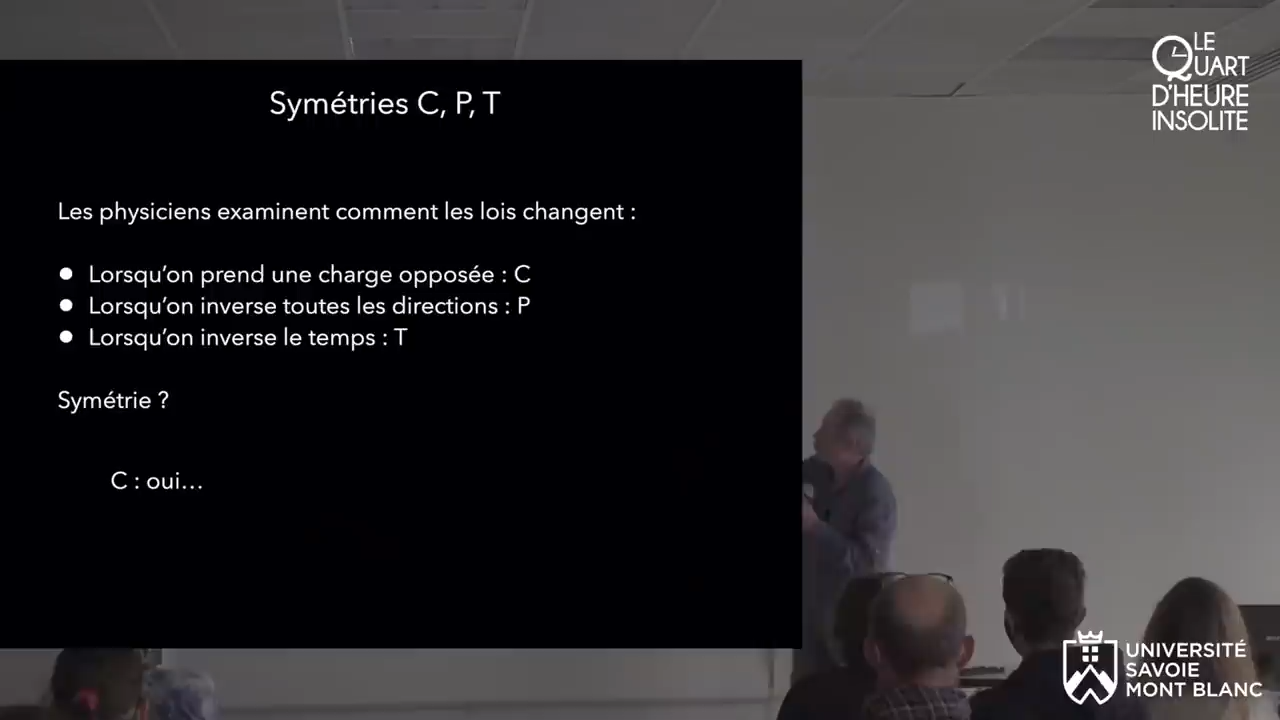 Symétries C, P, T
Les physiciens examinent comment les lois changent :
● Lorsqu'on prend une charge opposée : C
● Lorsqu'on inverse toutes les directions : P
● Lorsqu'on inverse le temps : T
Symétrie ?
C : oui…
LE
QUART
D'HEURE
INSOLITE
UNIVERSITÉ
SAVOIE
MONT BLANC